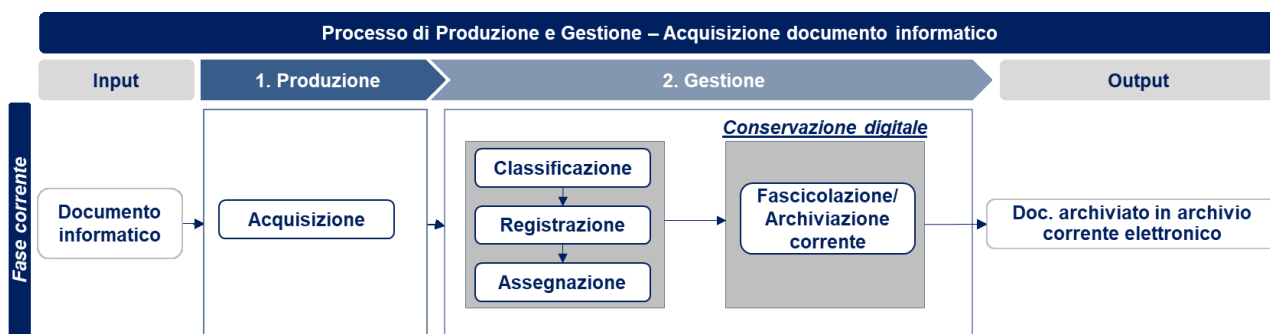 Processo di Produzione e Gestione – Acquisizione documento informatico
Input
1. Produzione
2. Gestione
Output
Fase corrente
Documento
informatico
Acquisizione
Classificazione
Registrazione
Assegnazione
Conservazione digitale
Fascicolazione/
Archiviazione
corrente
Doc. archiviato in archivio
corrente elettronico